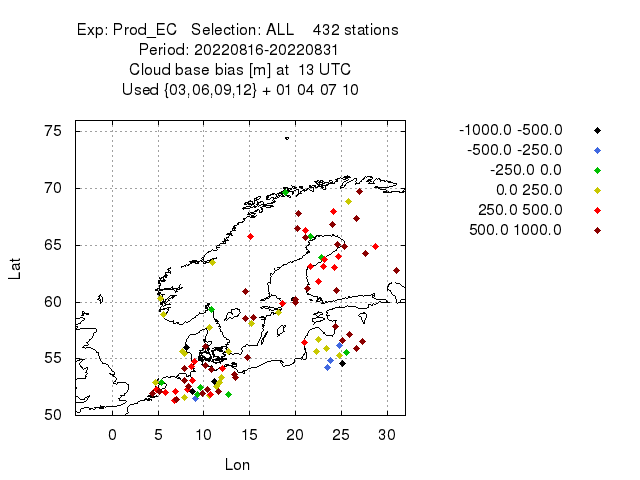 Exp: Prod_EC Selection: ALL 432 stations
Period: 20220816-20220831
Cloud base bias [m] at 13 UTC
Used {03,06,09,12} + 01 04 07 10
75
70
65
60
55
50
Lat
0 5 10 15 20 25 30
Lon
-1000.0 -500.0
-500.0 -250.0
-250.0 0.0
0.0 250.0
250.0 500.0
500.0 1000.0